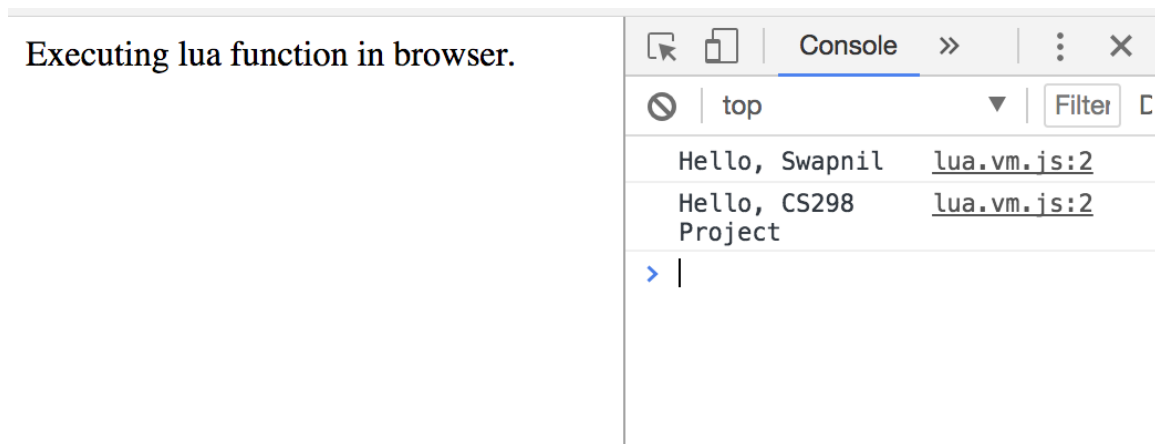 Executing lua function in browser.
Console
top
Filter
Hello, Swapnil lua.vm.js:2
Hello, CS298 lua.vm.js:2
Project